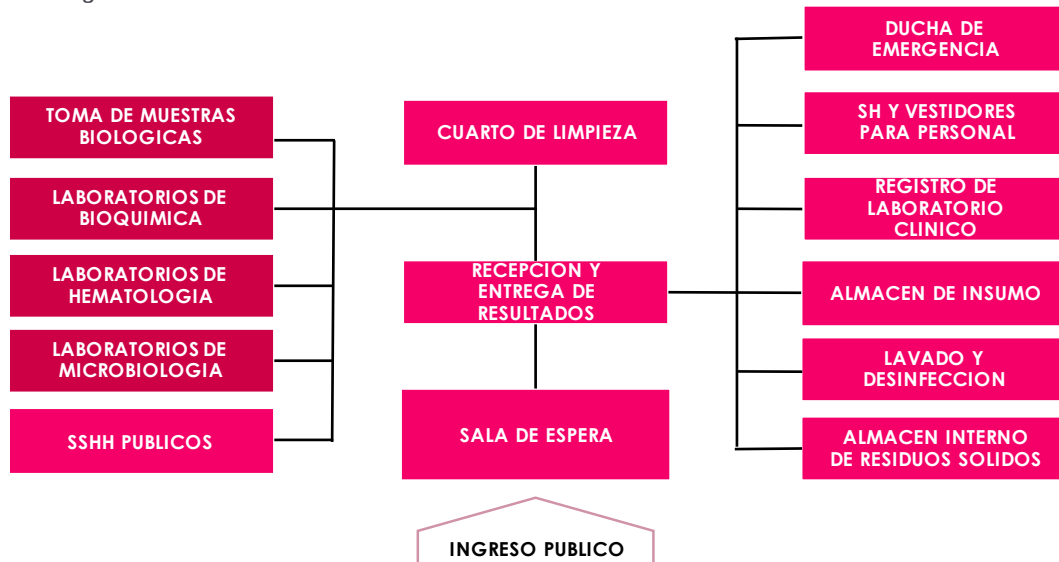 TOMA DE MUESTRAS
BIOLOGICAS
LABORATORIOS DE
BIOQUIMICA
LABORATORIOS DE
HEMATOLOGIA
LABORATORIOS DE
MICROBIOLOGIA
SSHH PUBLICOS
CUARTO DE LIMPIEZA
RECEPCION Y
ENTREGA DE
RESULTADOS
SALA DE ESPERA
INGRESO PUBLICO
DUCHA DE
EMERGENCIA
SH Y VESTIDORES
PARA PERSONAL
REGISTRO DE
LABORATORIO
CLINICO
ALMACEN DE INSUMO
LAVADO Y
DESINFECCION
ALMACEN INTERNO
DE RESIDUOS SOLIDOS